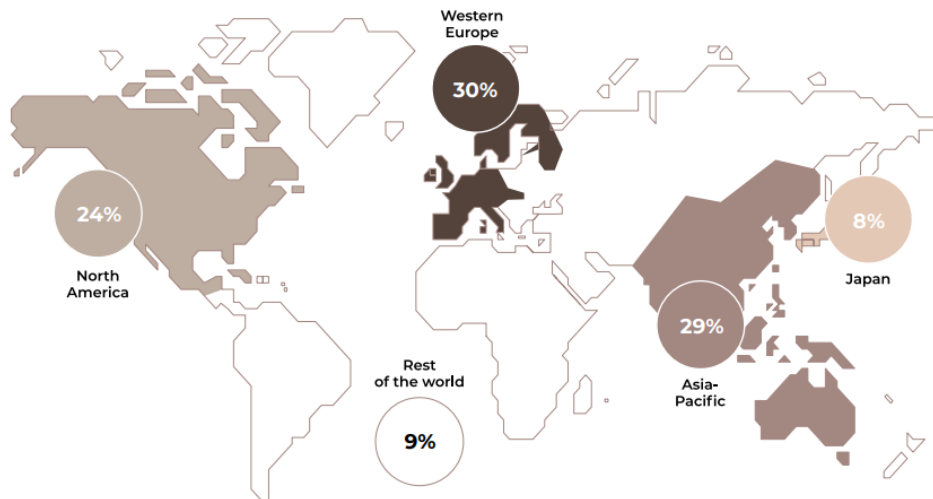 Western
Europe
30%
24%
North
America
8%
Japan
29%
Asia-
Pacific
Rest
of the world
9%